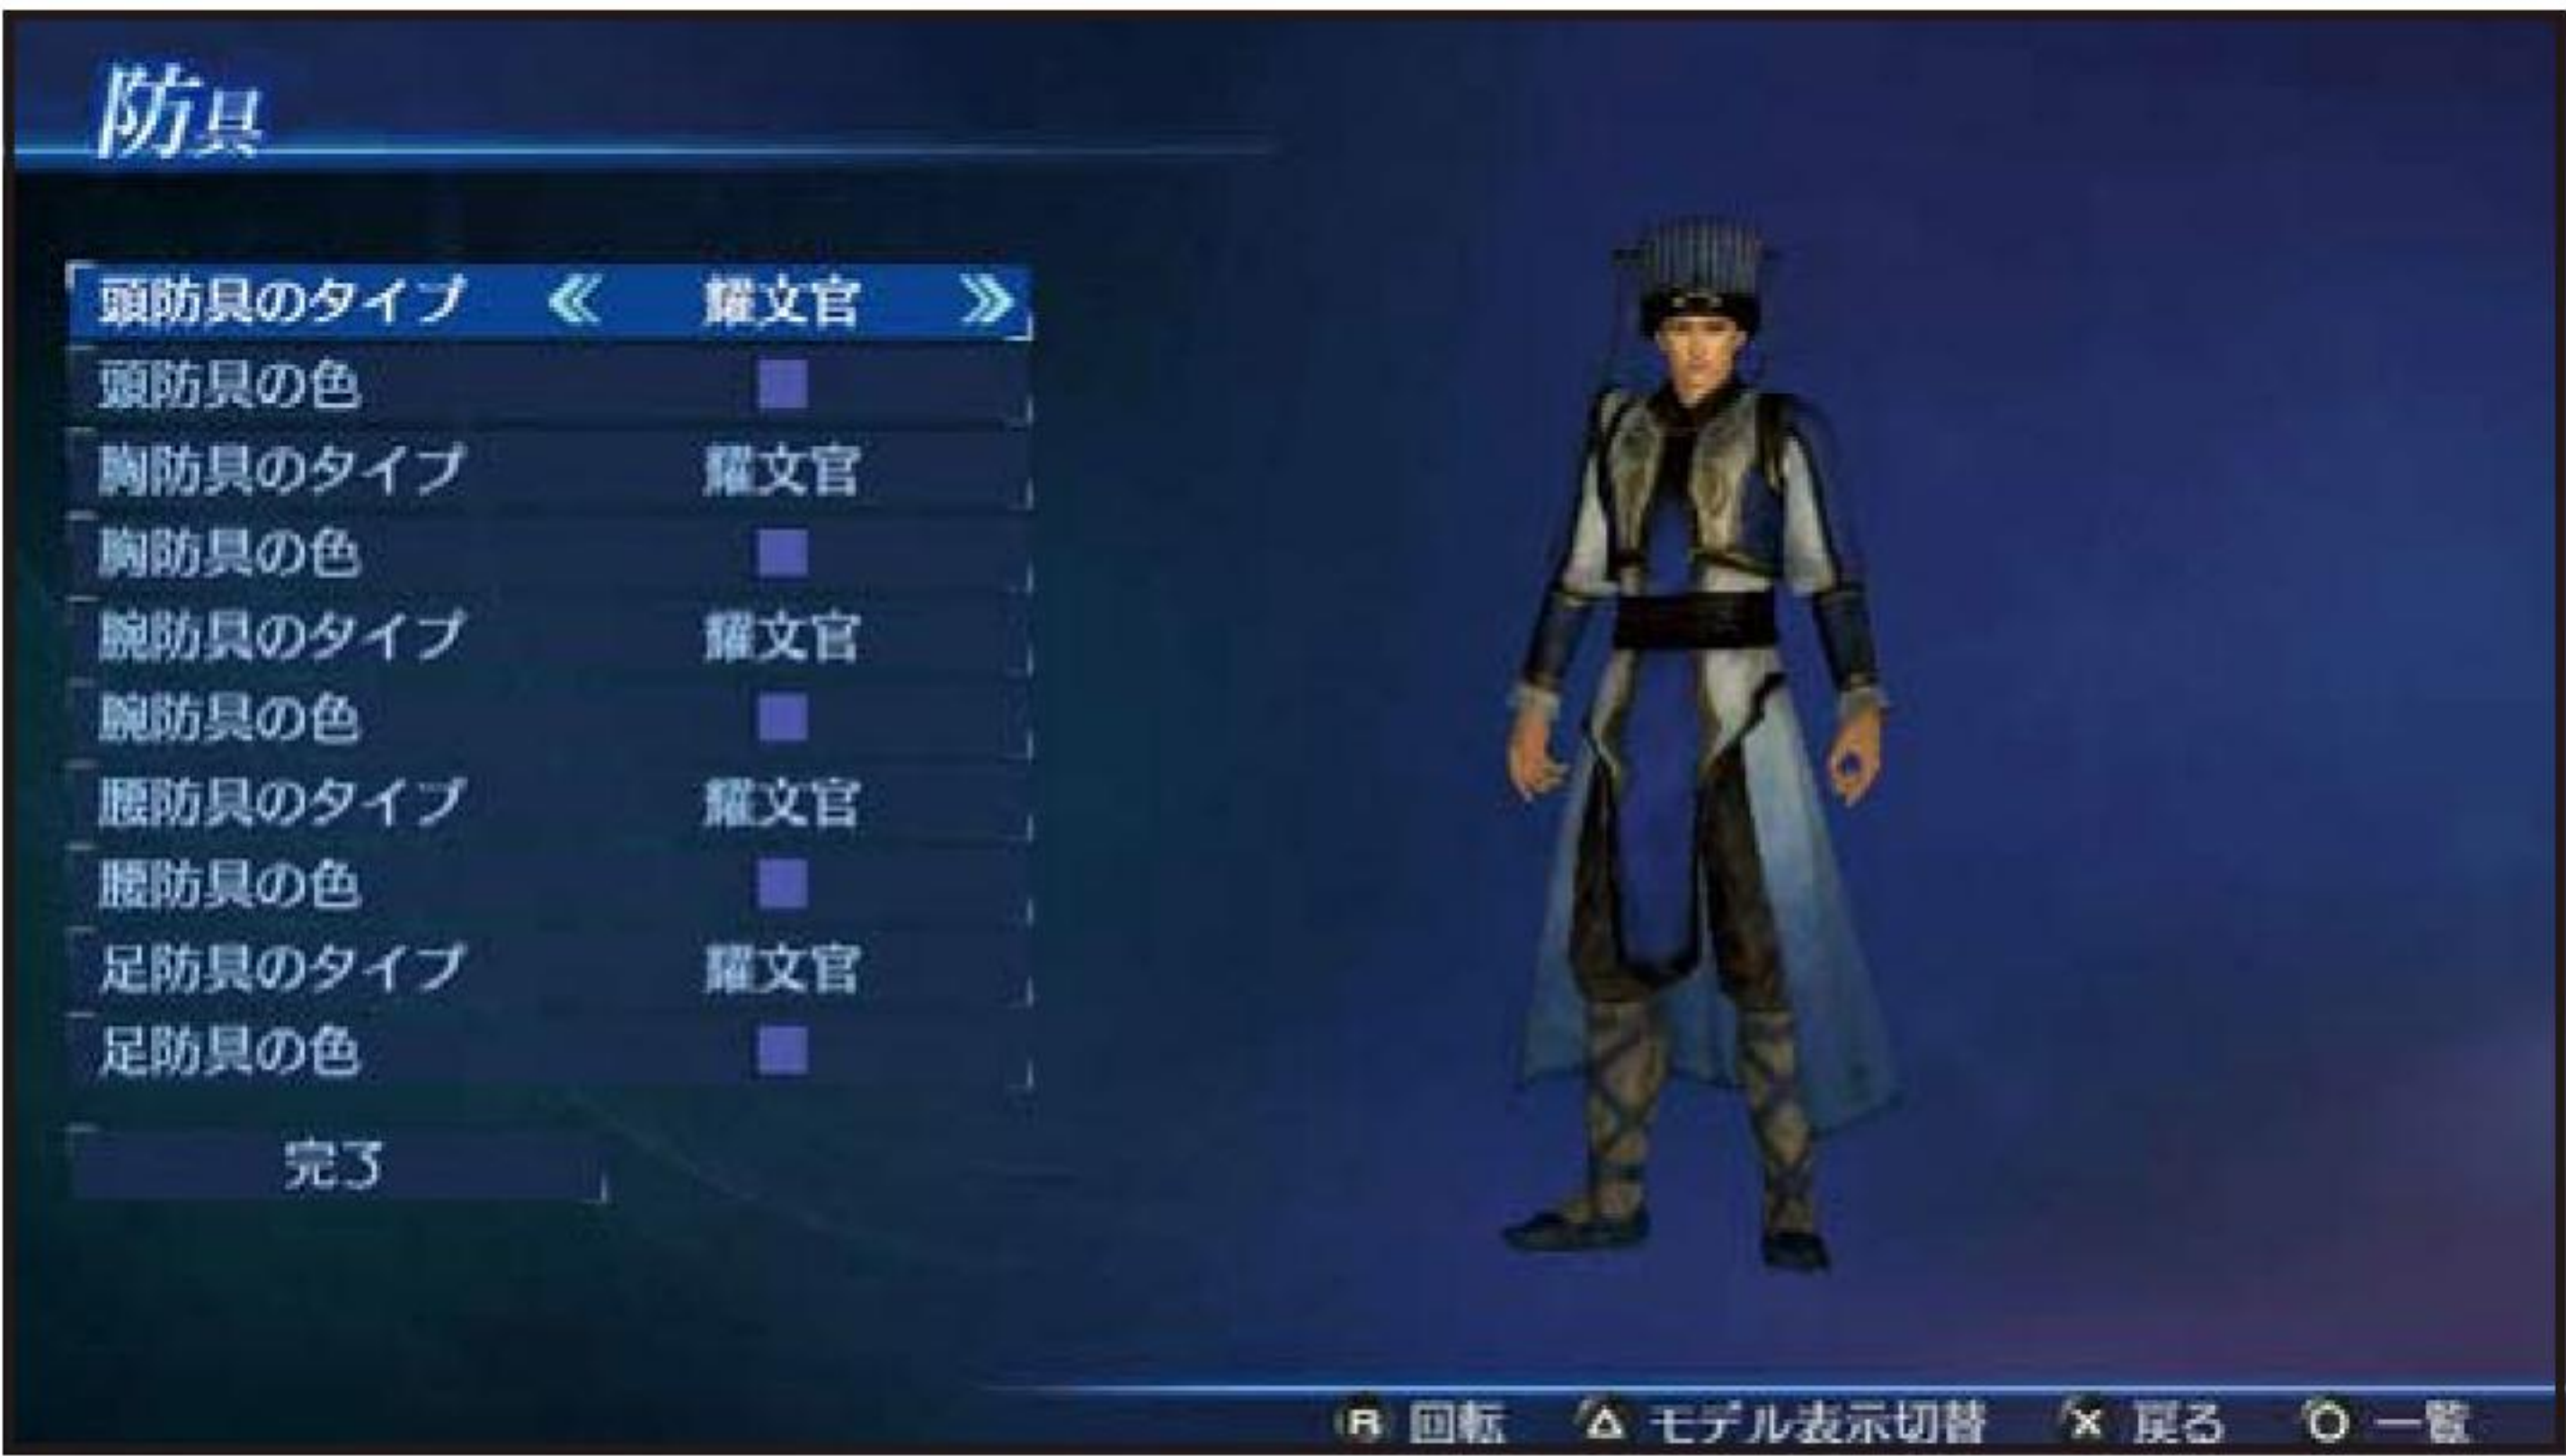 防具
頭防具のタイプ 耀文官
頭防具の色
胸防具のタイプ 耀文官
胸防具の色
腕防具のタイプ 耀文官
腕防具の色
腰防具のタイプ 耀文官
腰防具の色
足防具のタイプ 耀文官
足防具の色
完了
R 回転 △ モデル表示切替 × 戻る ○ 一覧